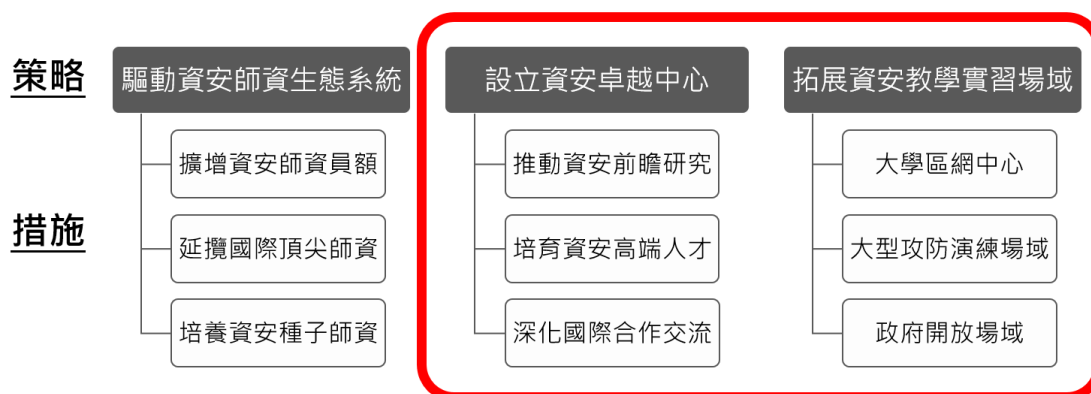 策略
驅動資安師資生態系統
設立資安卓越中心
拓展資安教學實習場域
措施
擴增資安師資員額
延攬國際頂尖師資
培養資安種子師資
推動資安前瞻研究
培育資安高端人才
深化國際合作交流
大學區網中心
大型攻防演練場域
政府開放場域